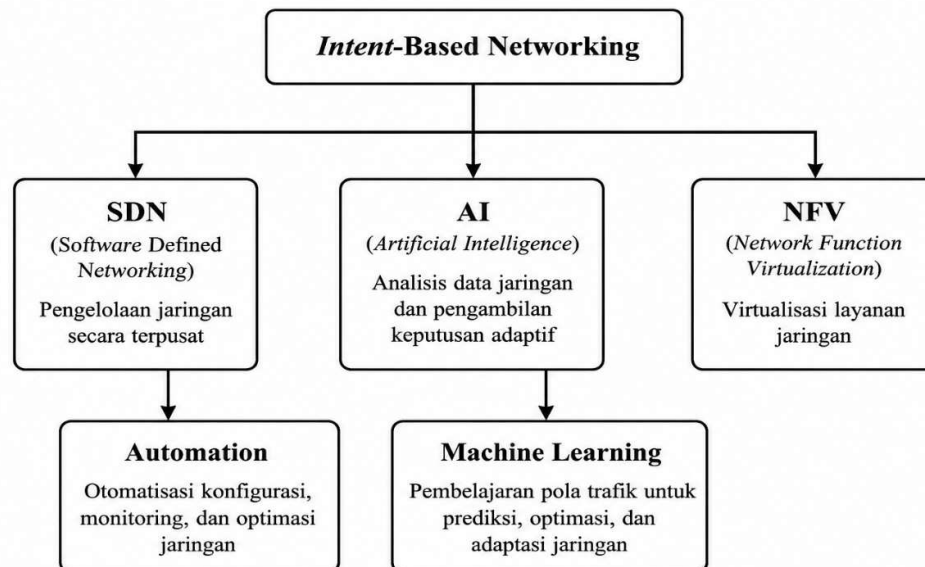 Intent-Based Networking
SDN
(Software Defined
Networking)
Pengelolaan jaringan
secara terpusat
AI
(Artificial Intelligence)
Analisis data jaringan
dan pengambilan
keputusan adaptif
NFV
(Network Function
Virtualization)
Virtualisasi layanan
jaringan
Automation
Otomatisasi konfigurasi,
monitoring, dan optimasi
jaringan
Machine Learning
Pembelajaran pola trafik untuk
prediksi, optimasi, dan
adaptasi jaringan